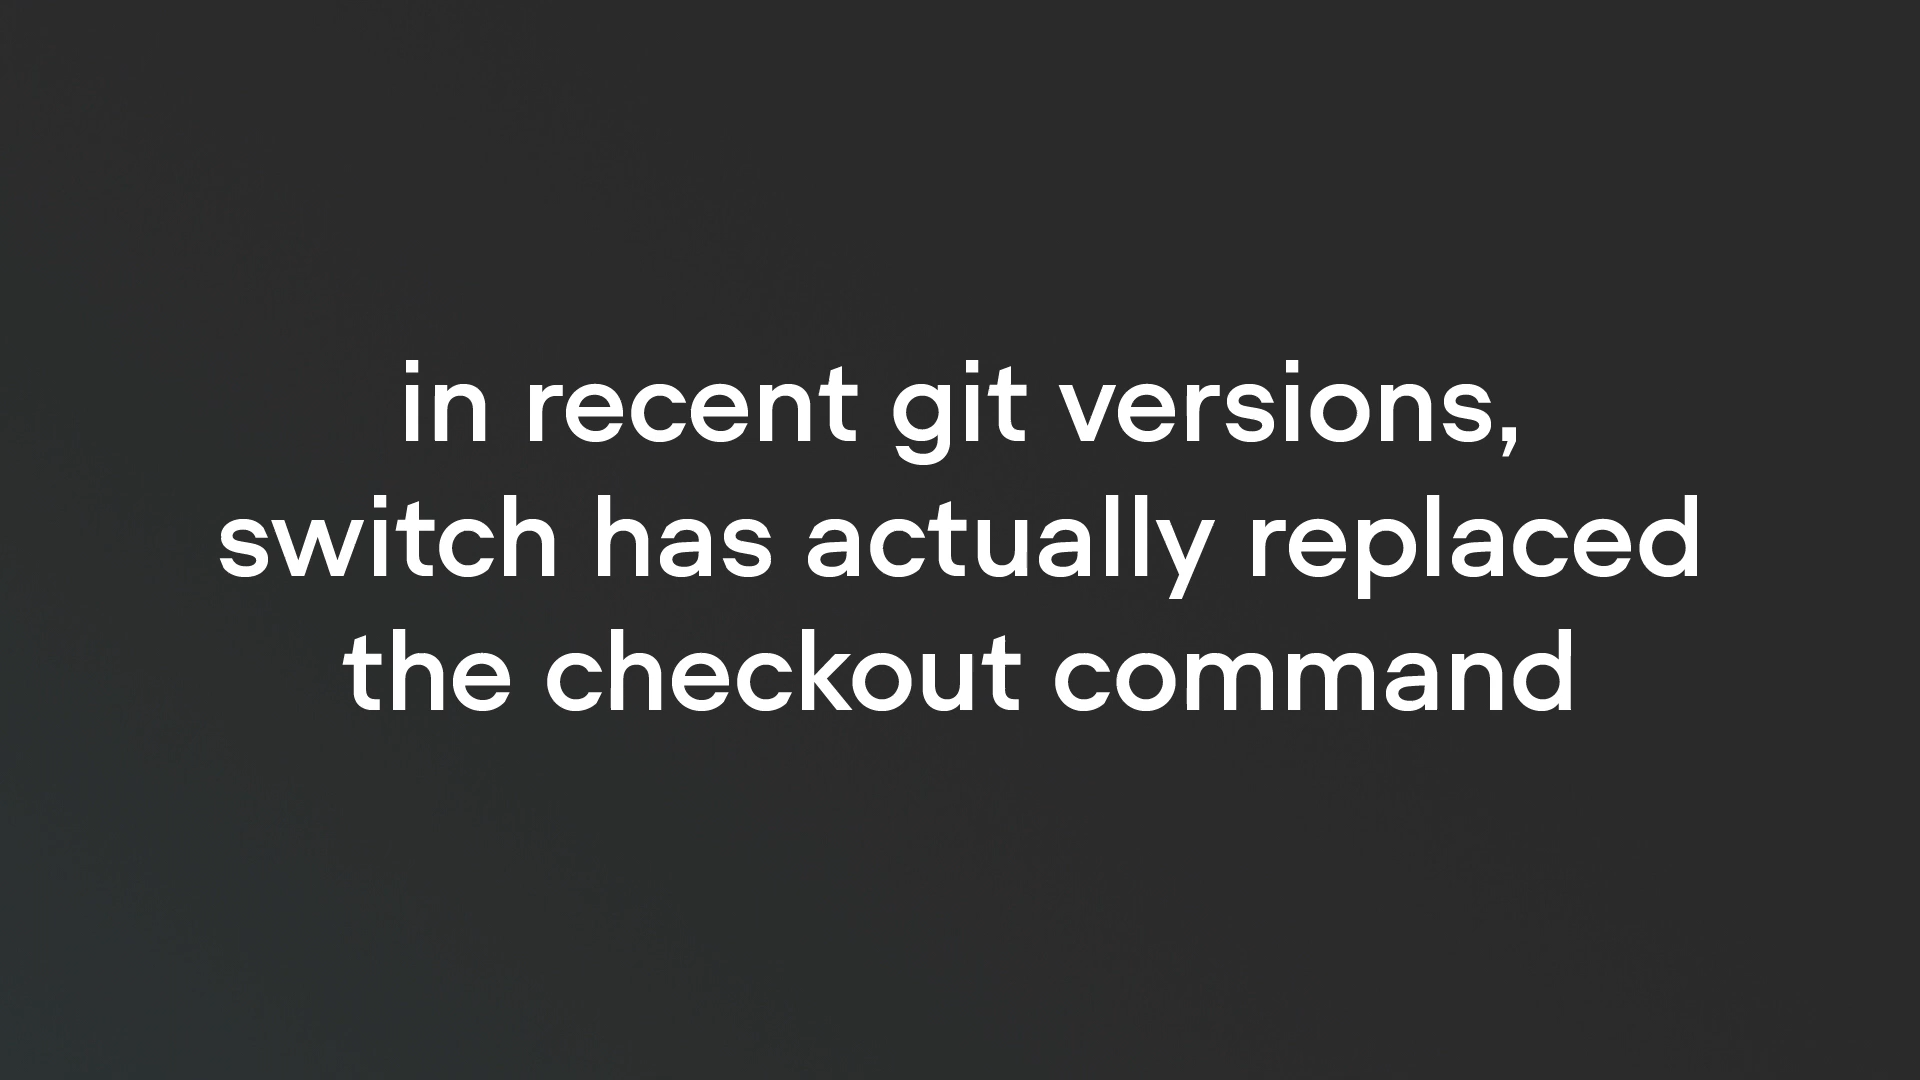 in recent git versions,
switch has actually replaced
the checkout command